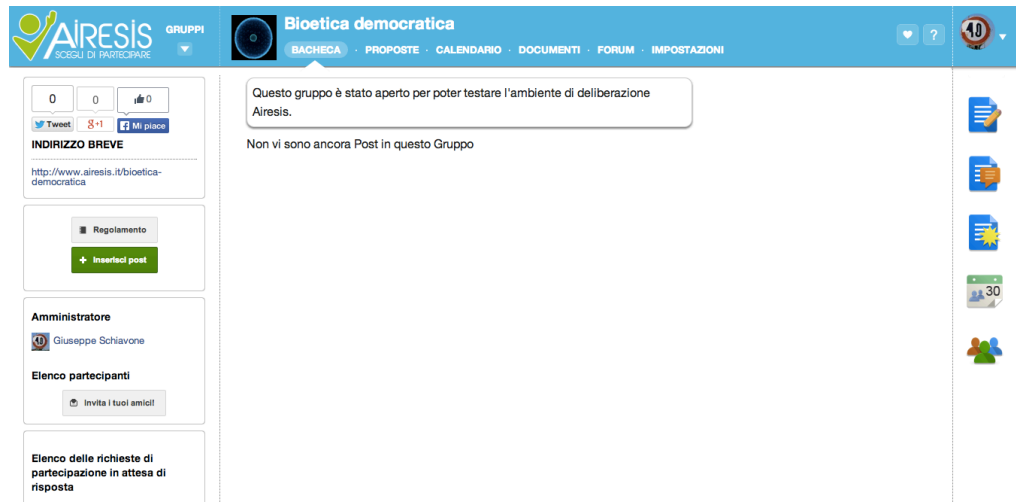 AiRESiS
SCEGLI DI PARTECIPARE
GRUPPI
Bioetica democratica
BACHECA · PROPOSTE · CALENDARIO · DOCUMENTI · FORUM · IMPOSTAZIONI
?
0
0
0
Tweet
g+1
Mi piace
INDIRIZZO BREVE
http://www.airesis.it/bioetica-
democratica
Regolamento
+ Inserisci post
Amministratore
Giuseppe Schiavone
Elenco partecipanti
Invita i tuoi amici!
Elenco delle richieste di
partecipazione in attesa di
risposta
Questo gruppo è stato aperto per poter testare l'ambiente di deliberazione
Airesis.
Non vi sono ancora Post in questo Gruppo
30